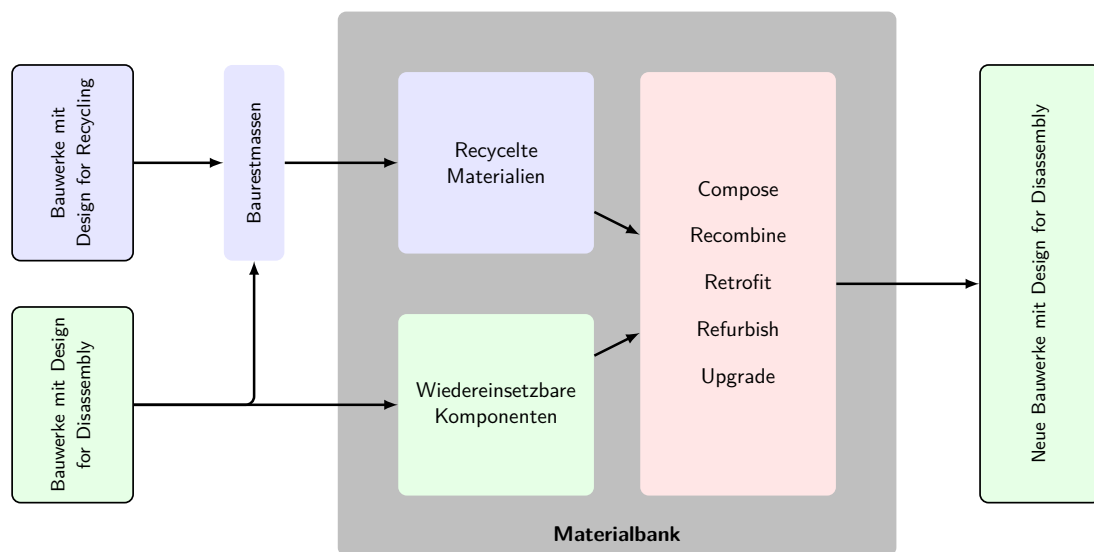 Bauwerke mit
Design for Recycling
Baurestmassen
Recycelte
Materialien
Bauwerke mit Design
for Disassembly
Wiedereinsetzbare
Komponenten
Compose
Recombine
Retrofit
Refurbish
Upgrade
Neue Bauwerke mit Design for Disassembly
Materialbank